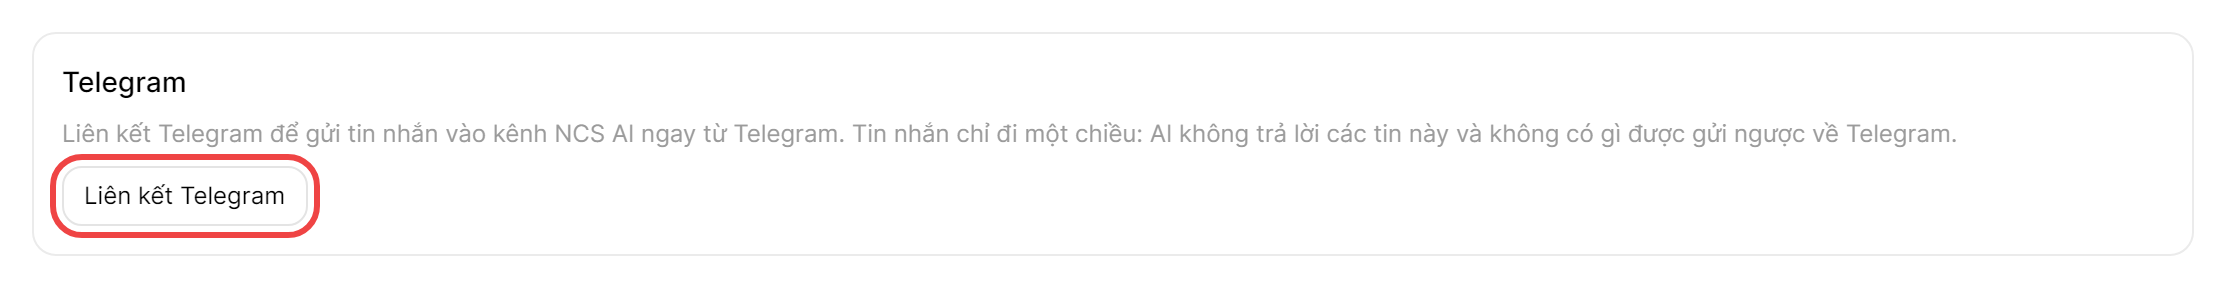 Telegram
Liên kết Telegram để gửi tin nhắn vào kênh NCS AI ngay từ Telegram. Tin nhắn chỉ đi một chiều: AI không trả lời các tin này và không có gì được gửi ngược về Telegram.
Liên kết Telegram